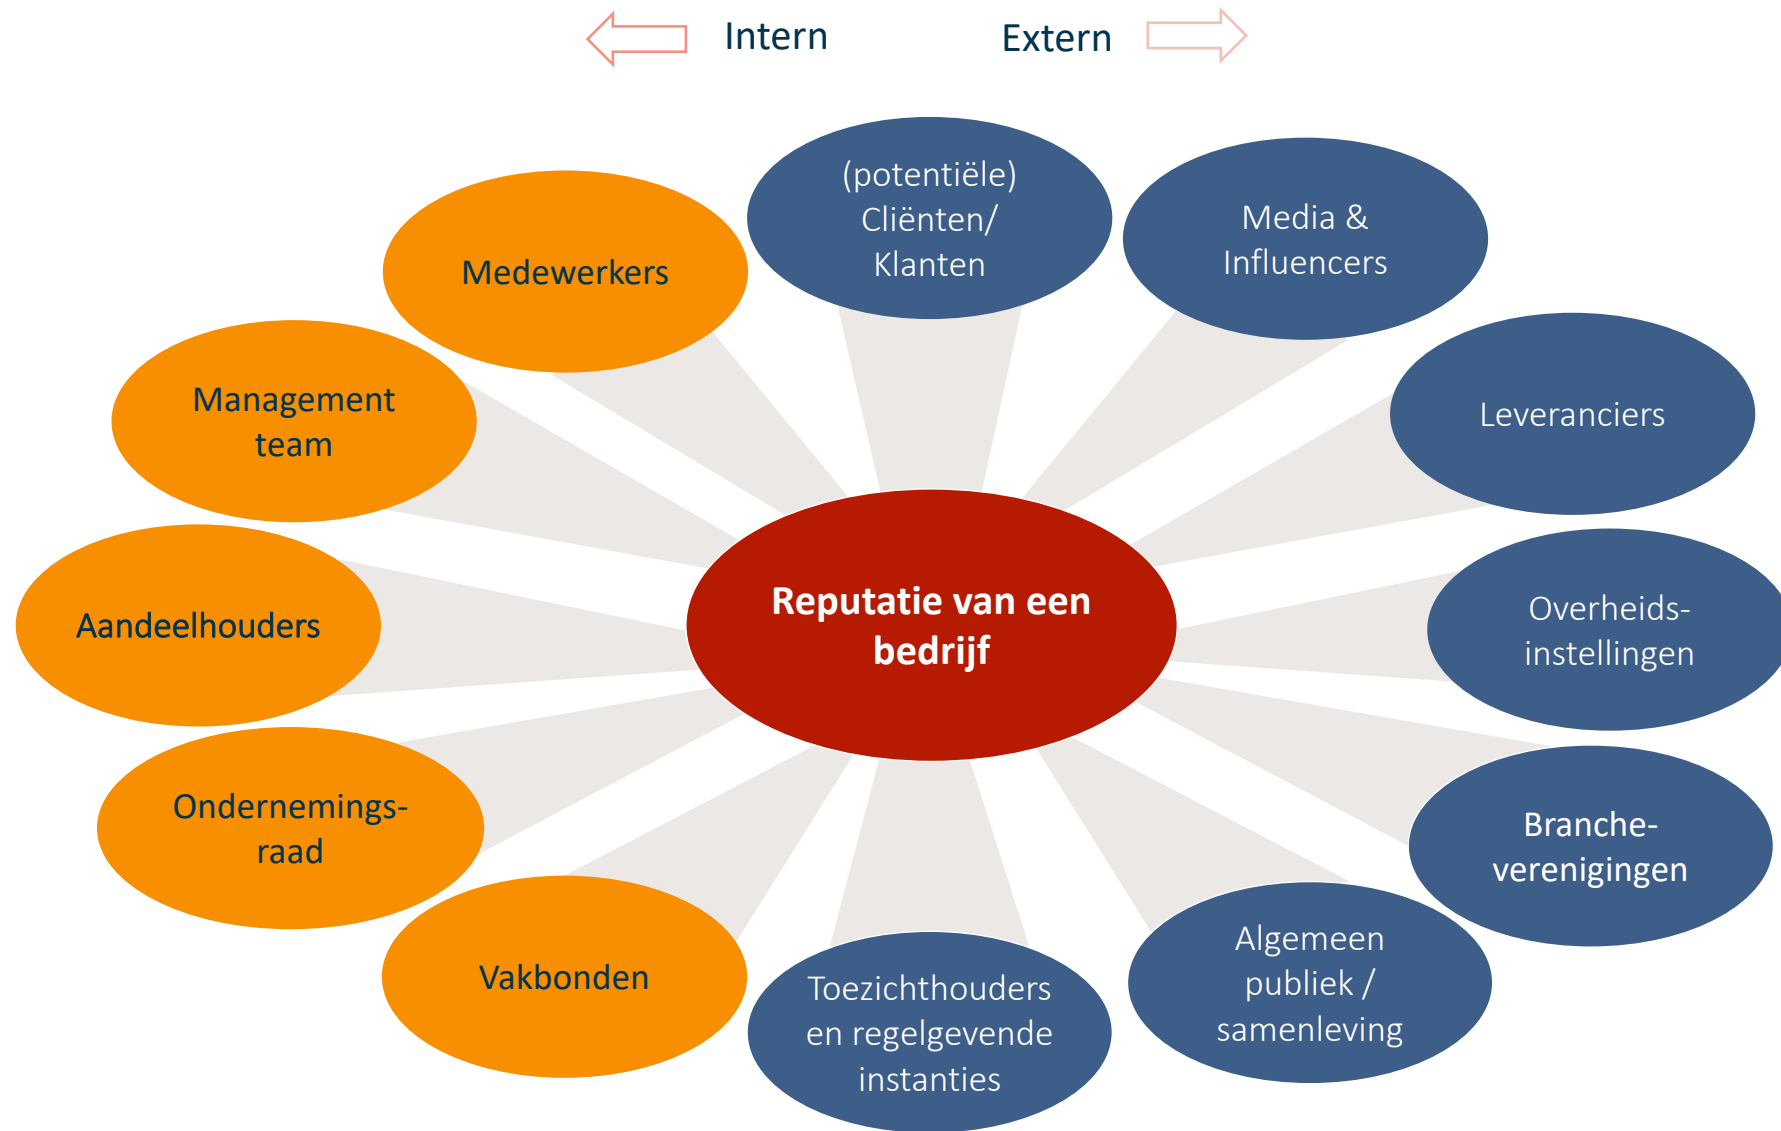 Intern
Extern
(potentiële)
Cliënten/
Klanten
Media &
Influencers
Medewerkers
Management
team
Leveranciers
Aandeelhouders
Reputatie van een
bedrijf
Overheids-
instellingen
Ondernemings-
raad
Branche-
verenigingen
Vakbonden
Toezichthouders
en regelgevende
instanties
Algemeen
publiek /
samenleving